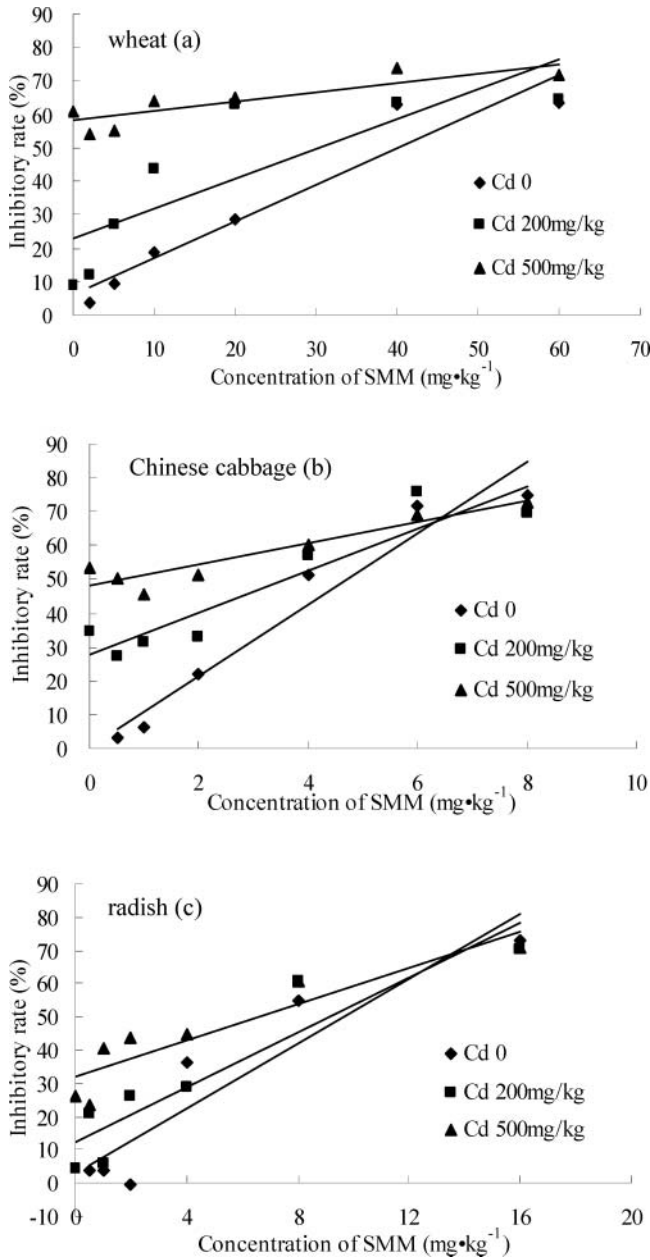 wheat (a)
Inhibitory rate (%)
90
80
70
60
50
40
30
20
10
0
Cd 0
Cd 200mg/kg
Cd 500mg/kg
0 10 20 30 40 50 60 70
Concentration of SMM (mg•kg⁻¹)
Chinese cabbage (b)
Inhibitory rate (%)
90
80
70
60
50
40
30
20
10
0
Cd 0
Cd 200mg/kg
Cd 500mg/kg
0 2 4 6 8 10
Concentration of SMM (mg•kg⁻¹)
radish (c)
Inhibitory rate (%)
90
80
70
60
50
40
30
20
10
0
-10
Cd 0
Cd 200mg/kg
Cd 500mg/kg
0 4 8 12 16 20
Concentration of SMM (mg•kg⁻¹)